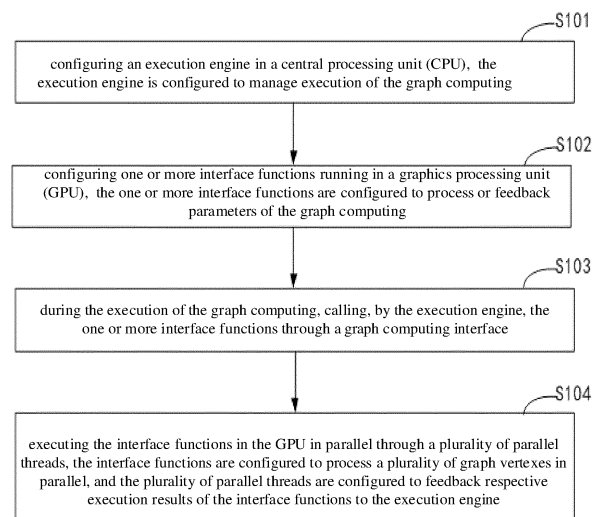 S101
configuring an execution engine in a central processing unit (CPU), the
execution engine is configured to manage execution of the graph computing
S102
configuring one or more interface functions running in a graphics processing unit
(GPU), the one or more interface functions are configured to process or feedback
parameters of the graph computing
S103
during the execution of the graph computing, calling, by the execution engine, the
one or more interface functions through a graph computing interface
S104
executing the interface functions in the GPU in parallel through a plurality of parallel
threads, the interface functions are configured to process a plurality of graph vertexes in
parallel, and the plurality of parallel threads are configured to feedback respective
execution results of the interface functions to the execution engine